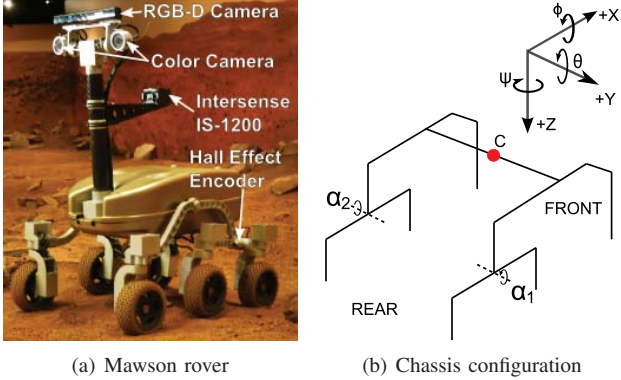 RGB-D Camera
Color Camera
Intersense
IS-1200
Hall Effect
Encoder
(a) Mawson rover
ϕ
+X
θ
+Y
ψ
+Z
C
FRONT
α2
α1
REAR
(b) Chassis configuration